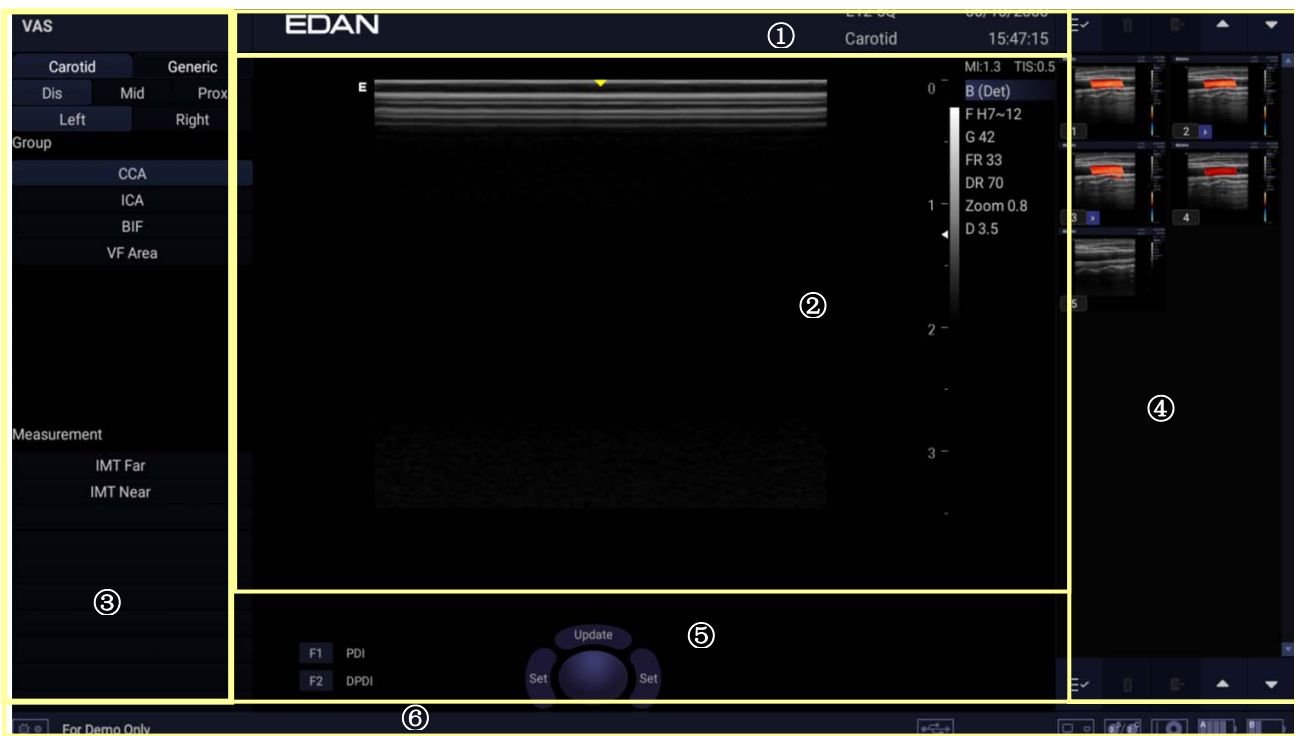 VAS
EDAN
L12-5Q
①
Carotid
15:47:15
Carotid Generic
Dis Mid Prox
Left Right
Group
CCA
ICA
BIF
VF Area
Measurement
IMT Far
IMT Near
③
E
MI:1.3 TIS:0.5
B (Det)
F H7~12
G 42
FR 33
DR 70
Zoom 0.8
D 3.5
0
1
2
3
②
1
2
3
4
5
④
Update
⑤
F1 PDI
F2 DPDI
Set
Set
⑥
For Demo Only
A
B